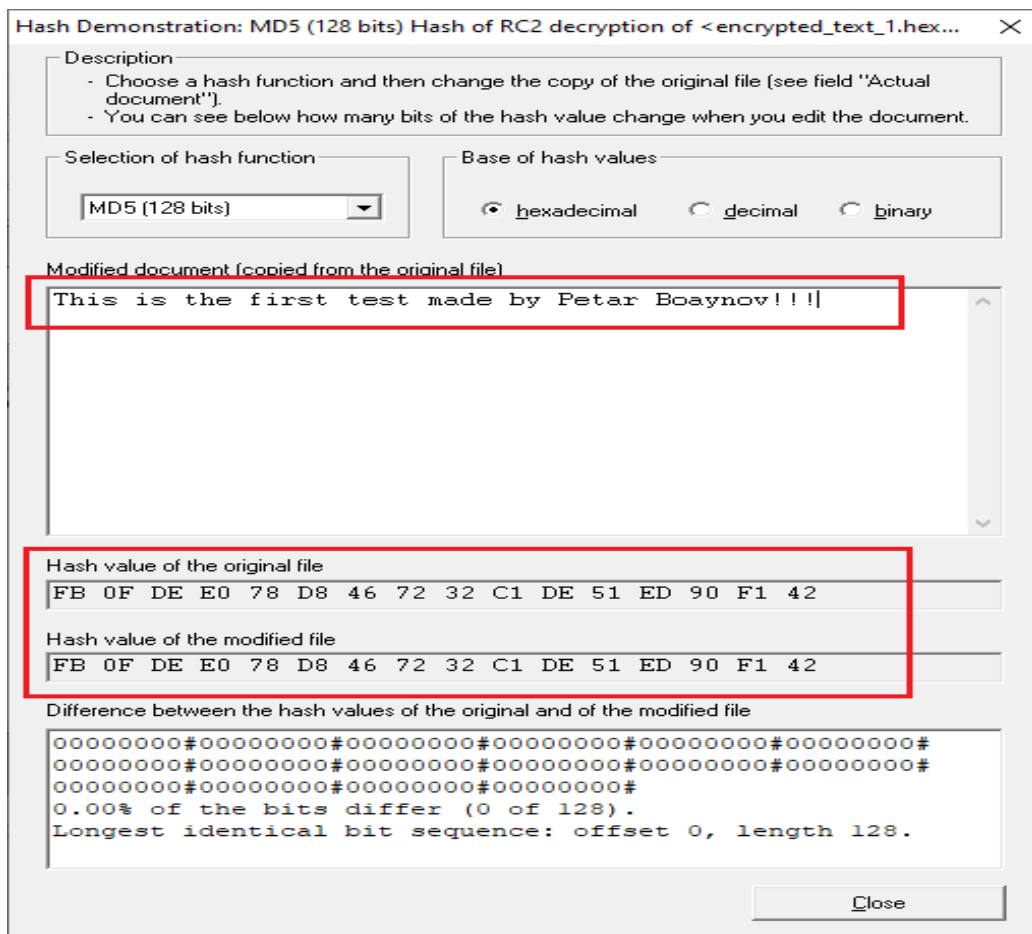 Hash Demonstration: MD5 (128 bits) Hash of RC2 decryption of <encrypted_text_1.hex...
Description
- Choose a hash function and then change the copy of the original file (see field "Actual
document").
- You can see below how many bits of the hash value change when you edit the document.
Selection of hash function
Base of hash values
MD5 (128 bits)
hexadecimal
decimal
binary
Modified document (copied from the original file)
This is the first test made by Petar Boaynov!!!
Hash value of the original file
FB 0F DE E0 78 D8 46 72 32 C1 DE 51 ED 90 F1 42
Hash value of the modified file
FB 0F DE E0 78 D8 46 72 32 C1 DE 51 ED 90 F1 42
Difference between the hash values of the original and of the modified file
00000000#00000000#00000000#00000000#00000000#00000000#
00000000#00000000#00000000#00000000#00000000#00000000#
00000000#00000000#00000000#00000000#
0.00% of the bits differ (0 of 128).
Longest identical bit sequence: offset 0, length 128.
Close